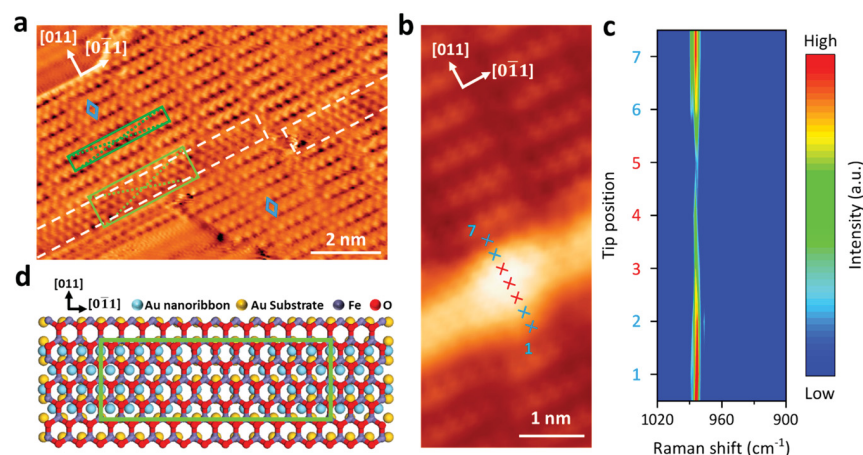 a
[011]
[01̅1]
2 nm
b
[011]
[01̅1]
7
1
1 nm
c
Tip position
7
6
5
4
3
2
1
1020 960 900
Raman shift (cm⁻¹)
High
Intensity (a.u.)
Low
d
[011]
[01̅1]
Au nanoribbon Au Substrate Fe O